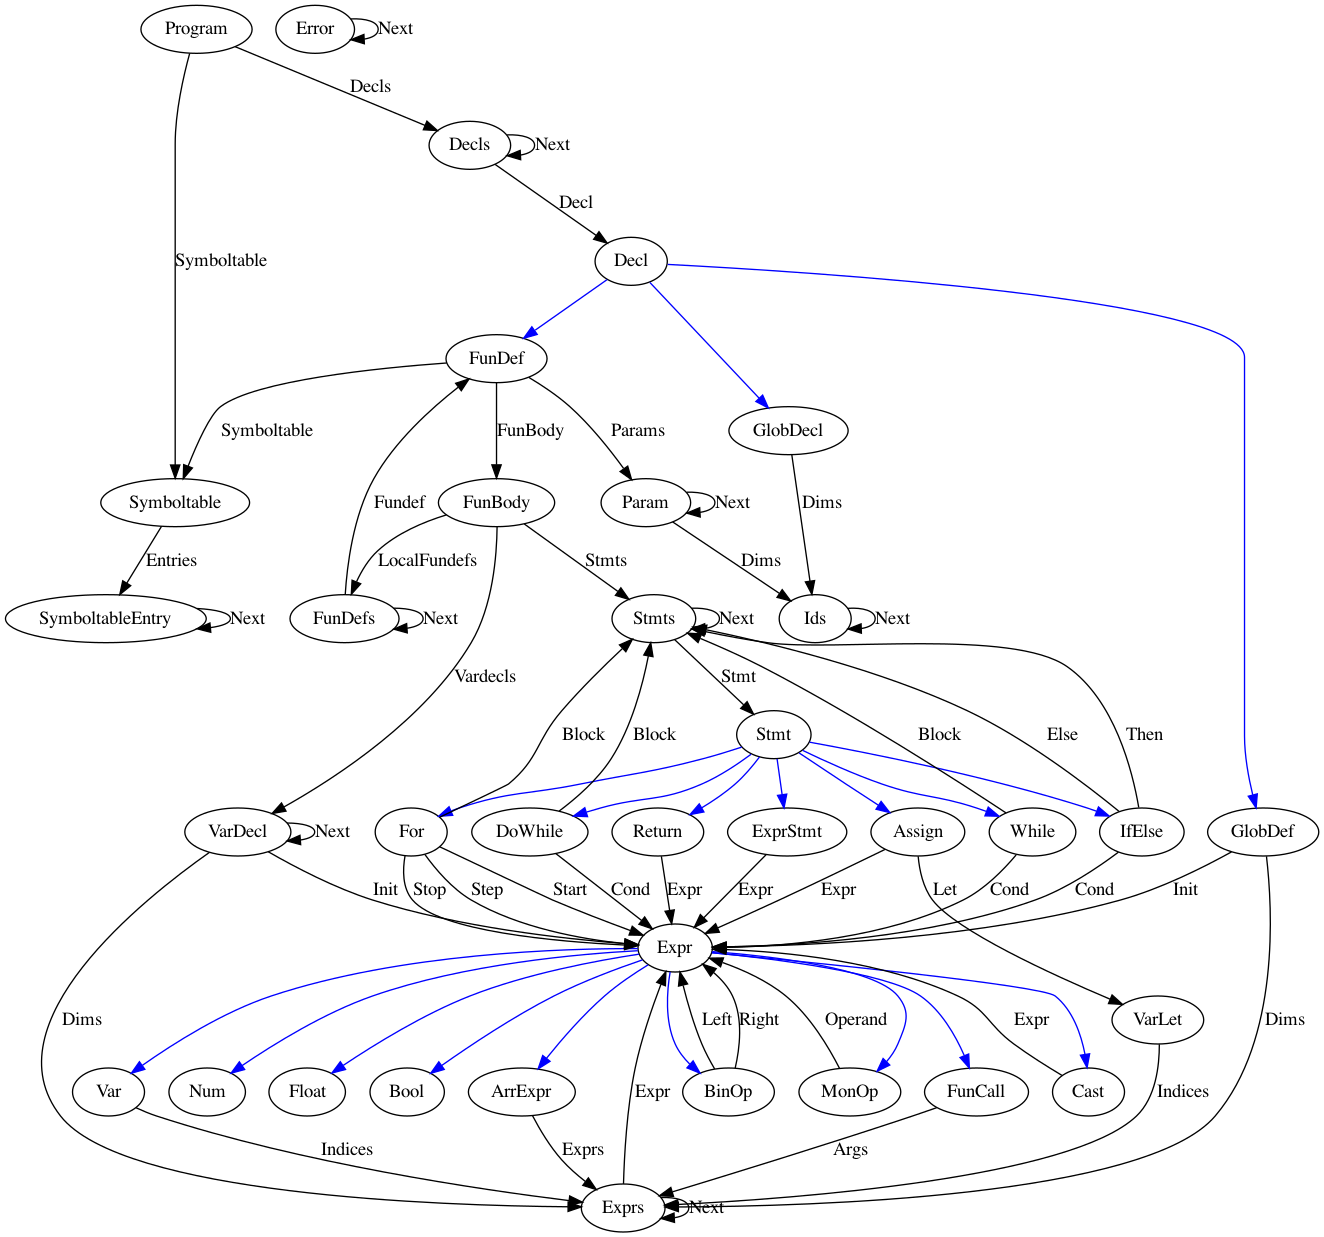 Program
Error
Next
Decls
Decls
Next
Decl
Symboltable
Decl
FunDef
Symboltable
FunBody
Params
GlobDecl
Symboltable
Fundef
FunBody
Param
Next
Dims
Entries
LocalFundefs
Stmts
Dims
SymboltableEntry
Next
FunDefs
Next
Stmts
Next
Ids
Next
Vardecls
Stmt
Block
Block
Stmt
Block
Else
Then
VarDecl
Next
For
DoWhile
Return
ExprStmt
Assign
While
IfElse
GlobDef
Init
Stop
Step
Start
Cond
Expr
Expr
Expr
Let
Cond
Cond
Init
Expr
Dims
Left
Right
Operand
Expr
VarLet
Dims
Var
Num
Float
Bool
ArrExpr
Expr
BinOp
MonOp
FunCall
Cast
Indices
Indices
Exprs
Args
Exprs
Next